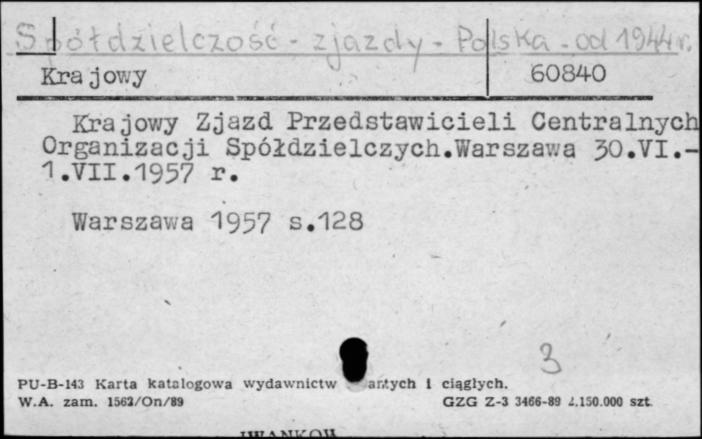 Spółdzielczość - zjazdy - Polska - od 1944 r.
Krajowy 60840
Krajowy Zjazd Przedstawicieli Centralnych
Organizacji Spółdzielczych.Warszawa 30.VI.-
1.VII.1957 r.
Warszawa 1957 s.128
3
PU-B-143 Karta katalogowa wydawnictw artych i ciągłych.
W.A. zam. 1563/On/89 GZG Z-3 3466-89 .150.000 szt.
IWANKOW